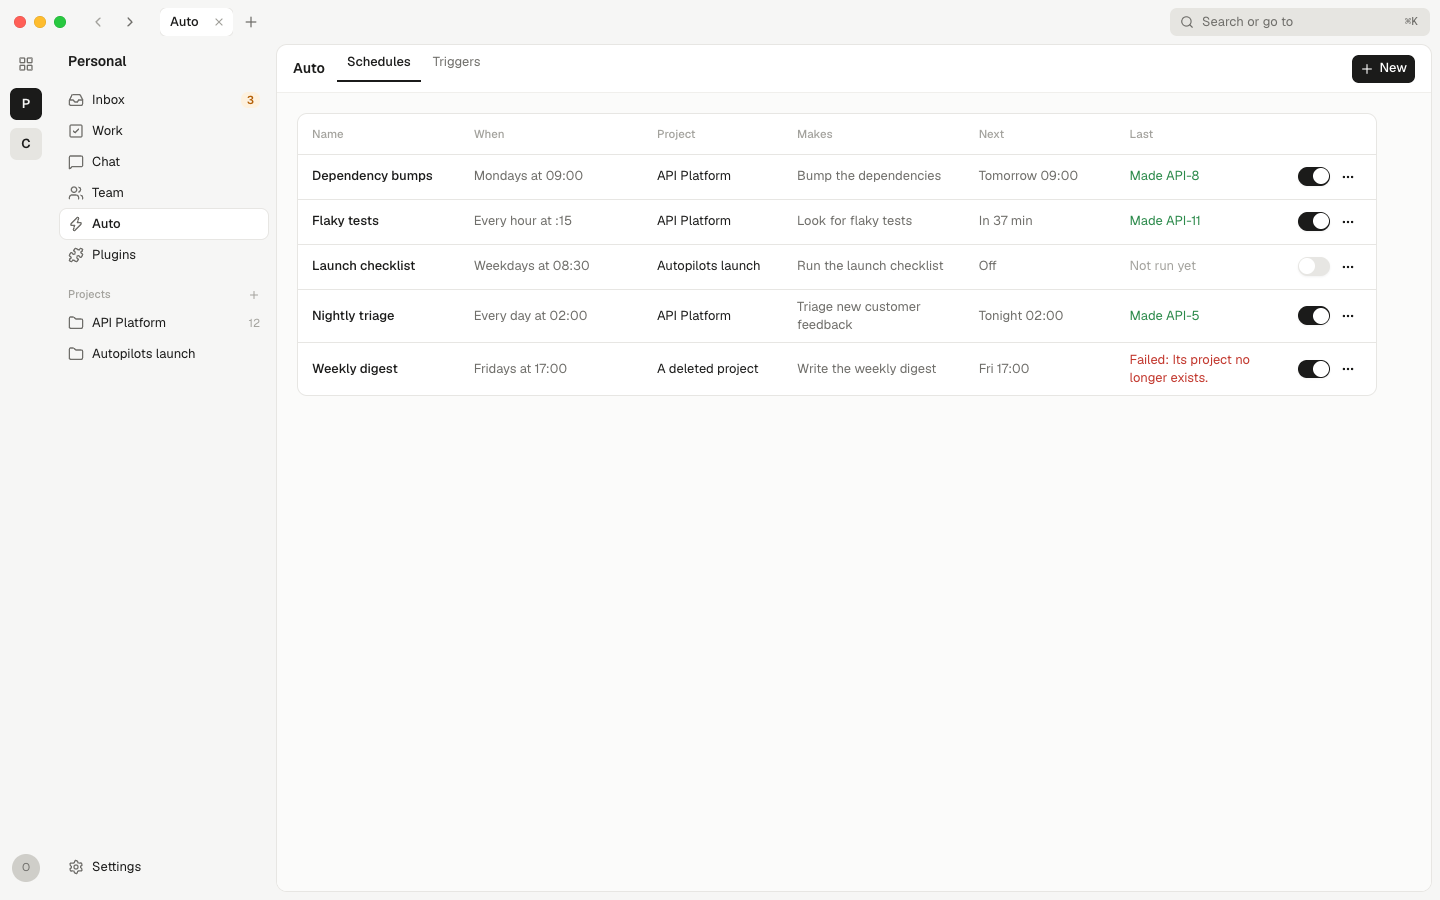 Auto
Search or go to
⌘K
P
C
O
Personal
Inbox
3
Work
Chat
Team
Auto
Plugins
Projects
API Platform
12
Autopilots launch
Settings
Auto
Schedules
Triggers
New
Name
When
Project
Makes
Next
Last
Dependency bumps
Mondays at 09:00
API Platform
Bump the dependencies
Tomorrow 09:00
Made API-8
Flaky tests
Every hour at :15
API Platform
Look for flaky tests
In 37 min
Made API-11
Launch checklist
Weekdays at 08:30
Autopilots launch
Run the launch checklist
Off
Not run yet
Nightly triage
Every day at 02:00
API Platform
Triage new customer
feedback
Tonight 02:00
Made API-5
Weekly digest
Fridays at 17:00
A deleted project
Write the weekly digest
Fri 17:00
Failed: Its project no
longer exists.